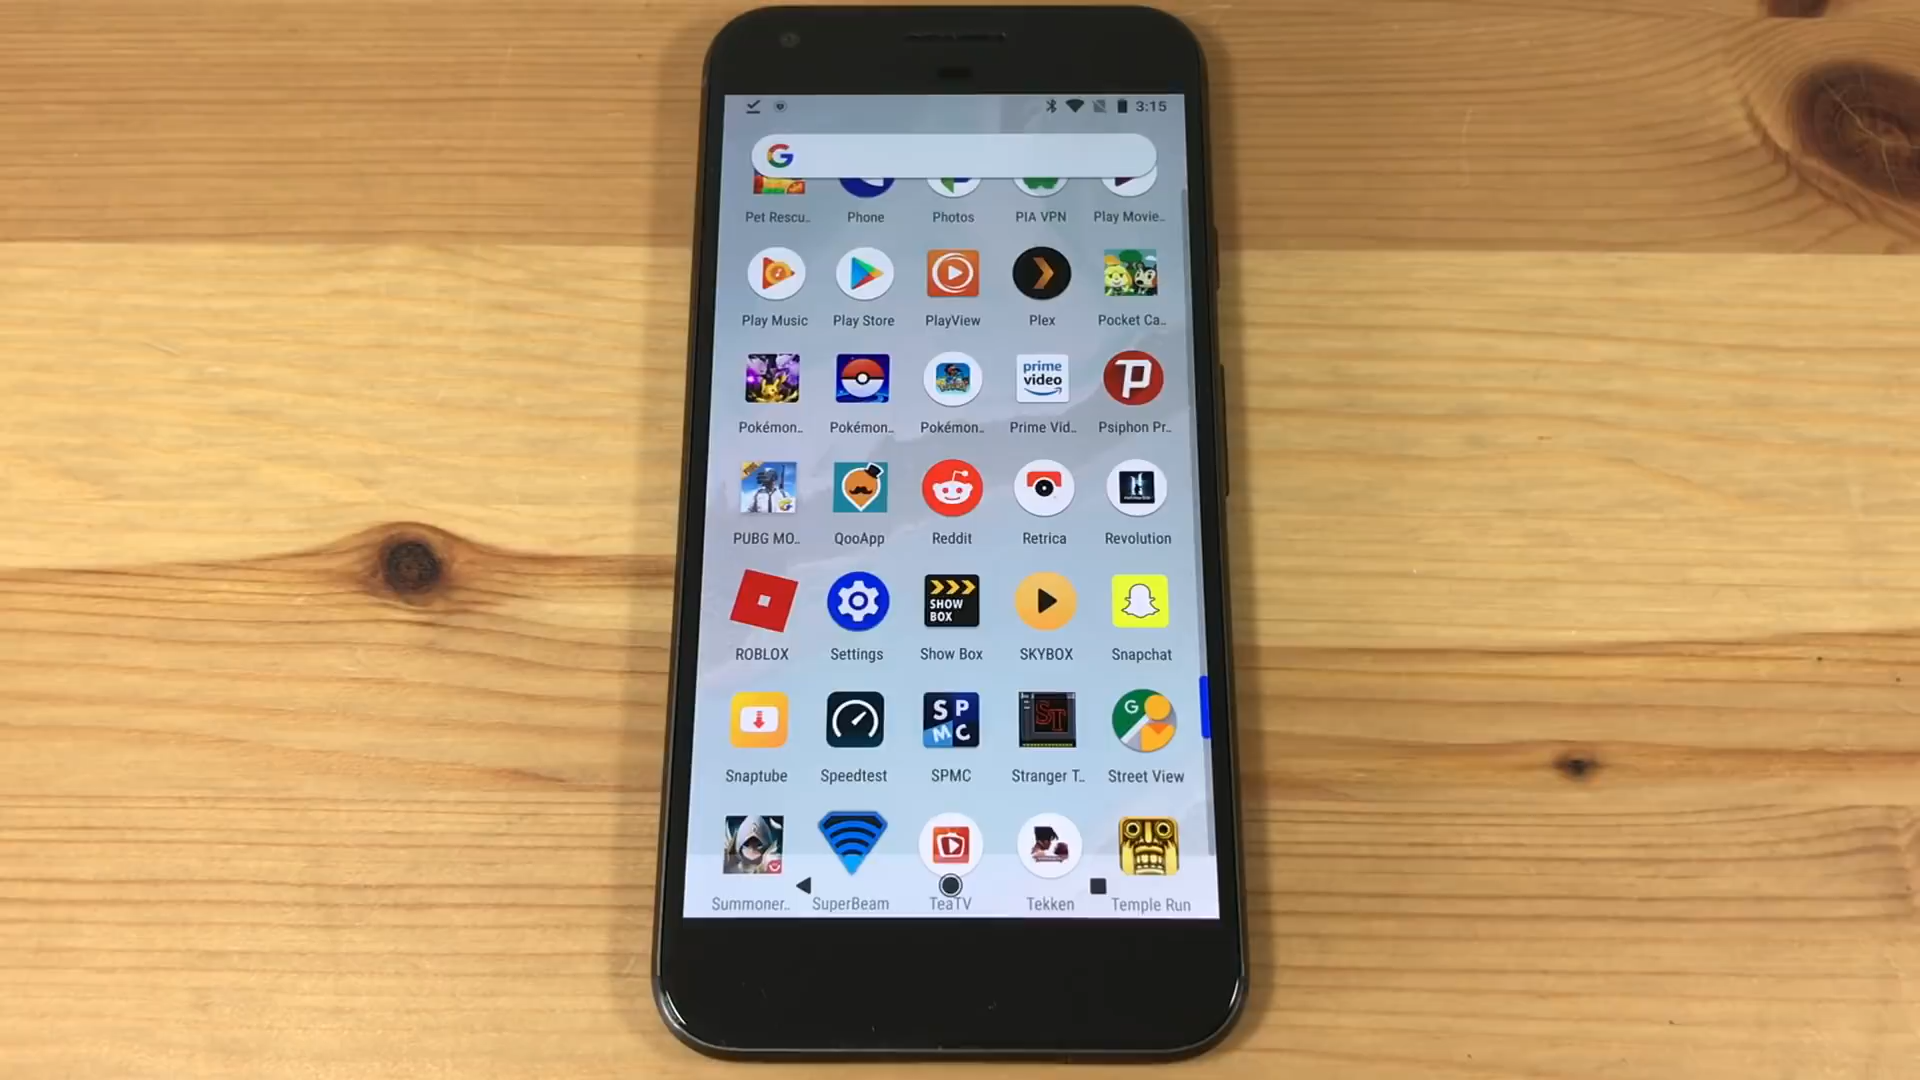 3:15
G
Pet Rescu.. Phone Photos PIA VPN Play Movie..
Play Music Play Store PlayView Plex Pocket Ca..
prime
video
P
Pokémon.. Pokémon.. Pokémon.. Prime Vid.. Psiphon Pr..
PUBG MO.. QooApp Reddit Retrica Revolution
SHOW
BOX
ROBLOX Settings Show Box SKYBOX Snapchat
S P
M C
ST
G
Snaptube Speedtest SPMC Stranger T.. Street View
Summoner.. SuperBeam TeaTV Tekken Temple Run